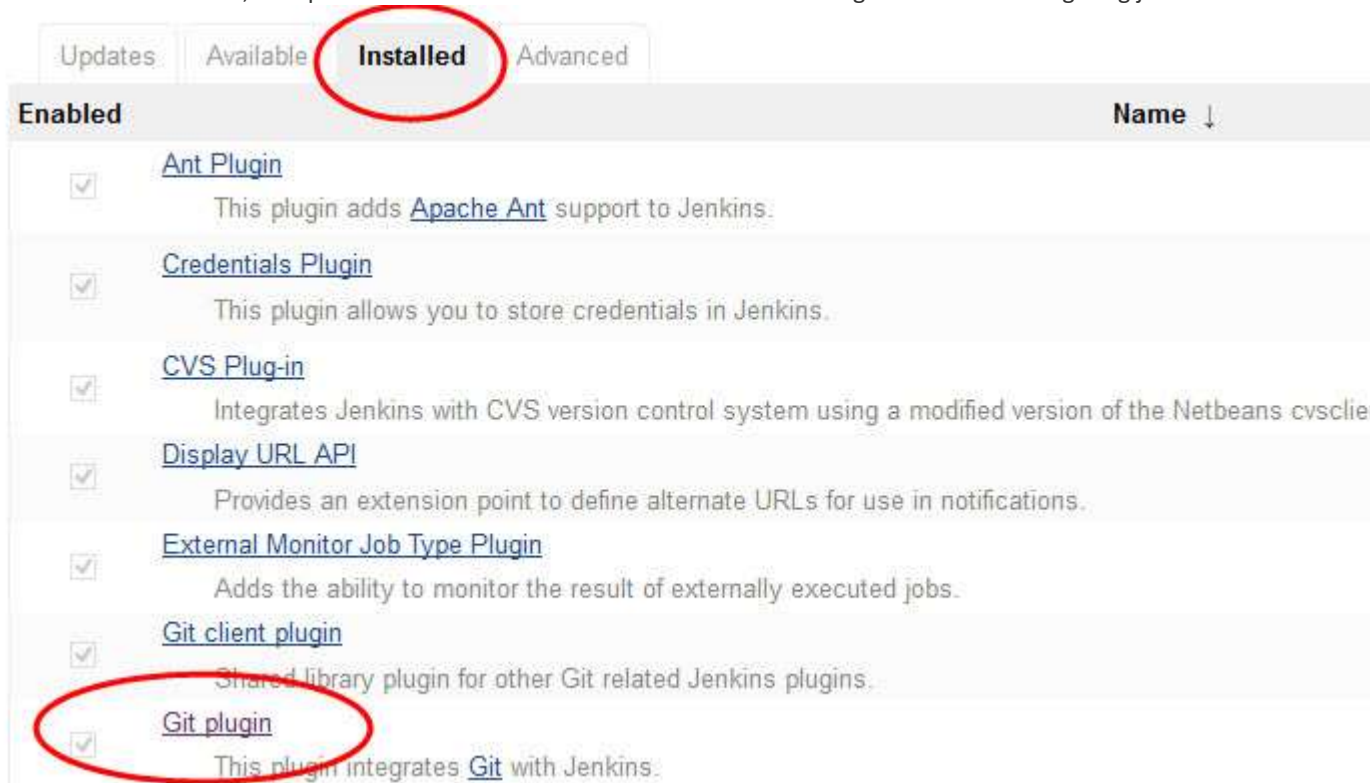 Updates Available Installed Advanced
Enabled Name ↓
Ant Plugin
This plugin adds Apache Ant support to Jenkins.
Credentials Plugin
This plugin allows you to store credentials in Jenkins.
CVS Plug-in
Integrates Jenkins with CVS version control system using a modified version of the Netbeans cvsclie
Display URL API
Provides an extension point to define alternate URLs for use in notifications.
External Monitor Job Type Plugin
Adds the ability to monitor the result of externally executed jobs.
Git client plugin
Shared library plugin for other Git related Jenkins plugins.
Git plugin
This plugin integrates Git with Jenkins.